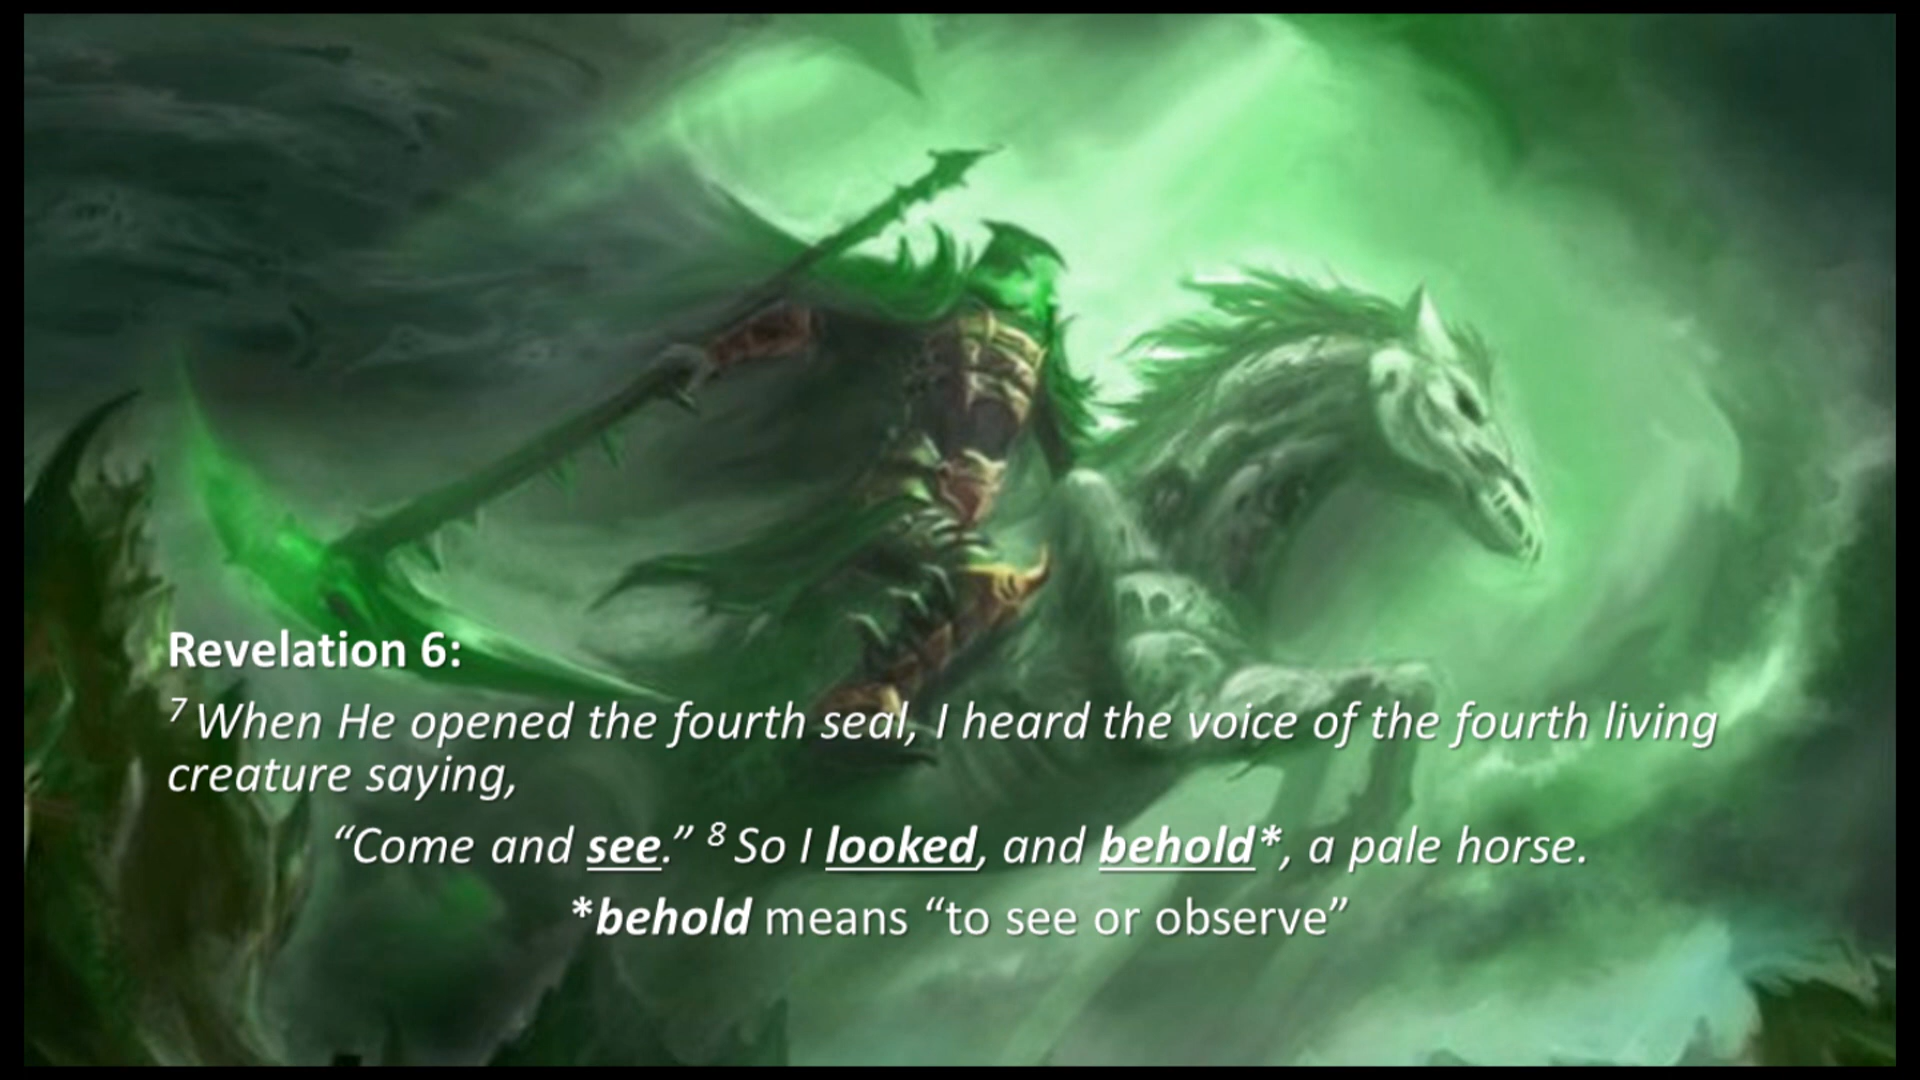 Revelation 6:
⁷ When He opened the fourth seal, I heard the voice of the fourth living
creature saying,
“Come and see.” ⁸ So I looked, and behold*, a pale horse.
*behold means “to see or observe”